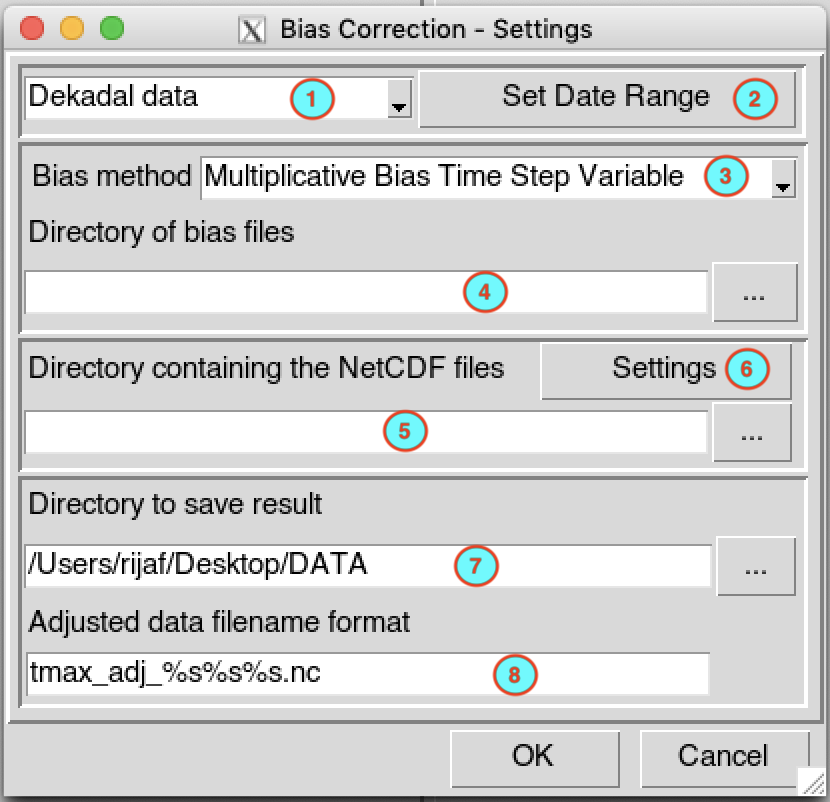 Bias Correction - Settings
Dekadal data 1 Set Date Range 2
Bias method Multiplicative Bias Time Step Variable 3
Directory of bias files
4 ...
Directory containing the NetCDF files Settings 6
5 ...
Directory to save result
/Users/rijaf/Desktop/DATA 7 ...
Adjusted data filename format
tmax_adj_%s%s%s.nc 8
OK Cancel